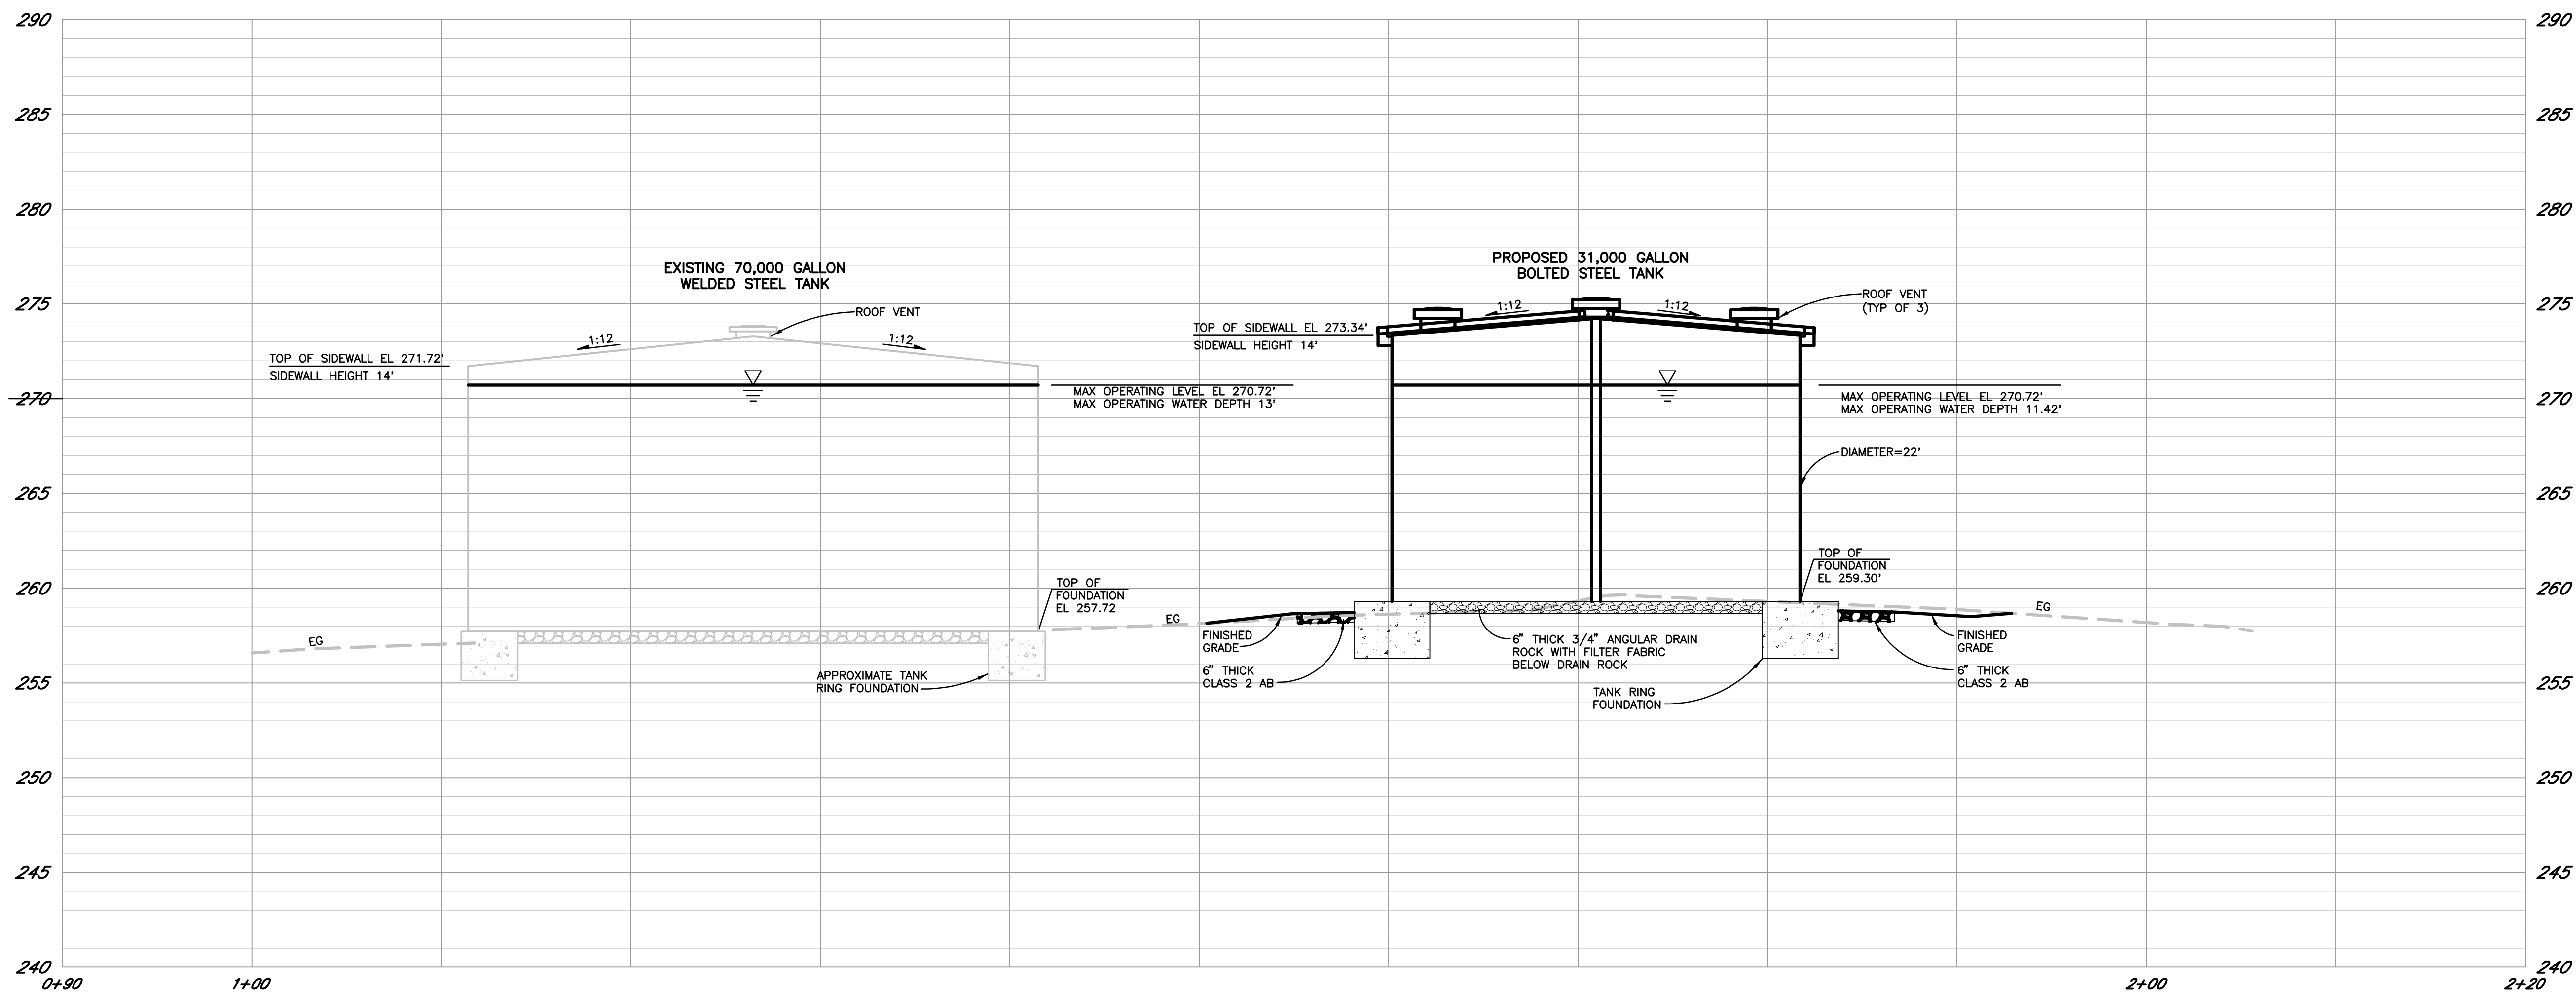 290
290
285
285
280
280
EXISTING 70,000 GALLON
WELDED STEEL TANK
PROPOSED 31,000 GALLON
BOLTED STEEL TANK
275
275
ROOF VENT
1:12
1:12
TOP OF SIDEWALL EL 271.72'
SIDEWALL HEIGHT 14'
1:12
1:12
ROOF VENT
(TYP OF 3)
TOP OF SIDEWALL EL 273.34'
SIDEWALL HEIGHT 14'
270
270
MAX OPERATING LEVEL EL 270.72'
MAX OPERATING WATER DEPTH 13'
MAX OPERATING LEVEL EL 270.72'
MAX OPERATING WATER DEPTH 11.42'
DIAMETER=22'
265
265
260
260
TOP OF
FOUNDATION
EL 257.72
TOP OF
FOUNDATION
EL 259.30'
EG
EG
EG
FINISHED
GRADE
6" THICK
CLASS 2 AB
6" THICK 3/4" ANGULAR DRAIN
ROCK WITH FILTER FABRIC
BELOW DRAIN ROCK
FINISHED
GRADE
6" THICK
CLASS 2 AB
APPROXIMATE TANK
RING FOUNDATION
TANK RING
FOUNDATION
255
255
250
250
245
245
240
240
0+90
1+00
2+00
2+20